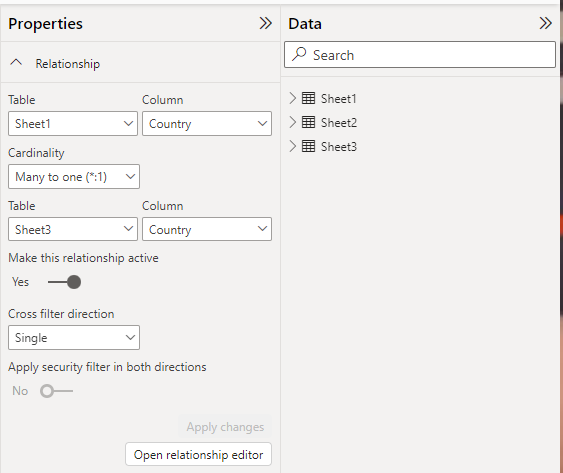 Properties
Relationship
Table Column
Sheet1 Country
Cardinality
Many to one (*:1)
Table Column
Sheet3 Country
Make this relationship active
Yes
Cross filter direction
Single
Apply security filter in both directions
No
Apply changes
Open relationship editor
Data
Search
Sheet1
Sheet2
Sheet3